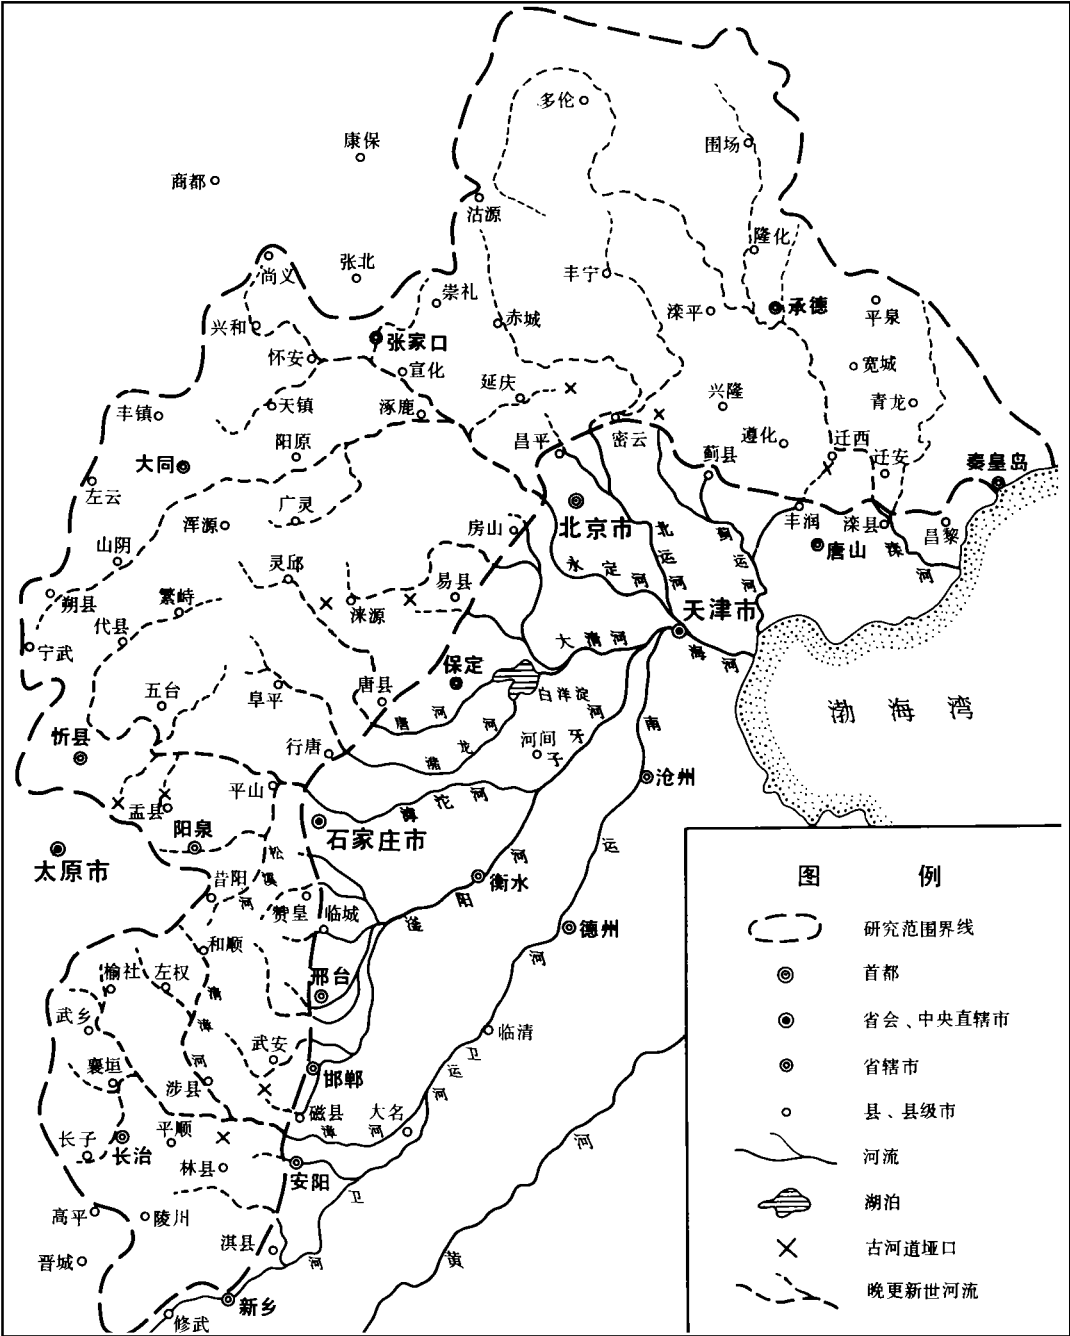 多伦
康保
围场
商都
沽源
隆化
尚义
张北
丰宁
崇礼
兴和
赤城
滦平
承德
平泉
张家口
怀安
宣化
宽城
延庆
兴隆
青龙
丰镇
天镇
涿鹿
昌平
密云
遵化
迁西
阳原
蓟县
迁安
大同
秦皇岛
左云
广灵
浑源
房山
北京市
丰润
滦县
昌黎
唐山
滦河
山阴
灵邱
永定河
北运河
蓟运河
易县
朔县
繁峙
涞源
天津市
代县
宁武
大清河
海河
保定
五台
阜平
唐县
白洋淀
唐河
渤海湾
忻县
行唐
潴龙河
河间
子牙河
南运河
沧州
平山
滹沱河
盂县
阳泉
石家庄市
太原市
松溪河
昔阳
衡水
赞皇
临城
滏阳河
德州
和顺
邢台
榆社
左权
清漳河
武乡
临清
武安
襄垣
邯郸
卫运河
涉县
磁县
大名
漳河
平顺
长子
长治
林县
安阳
卫河
高平
陵川
淇县
晋城
黄河
新乡
修武
图例
研究范围界线
首都
省会、中央直辖市
省辖市
县、县级市
河流
湖泊
古河道垭口
晚更新世河流